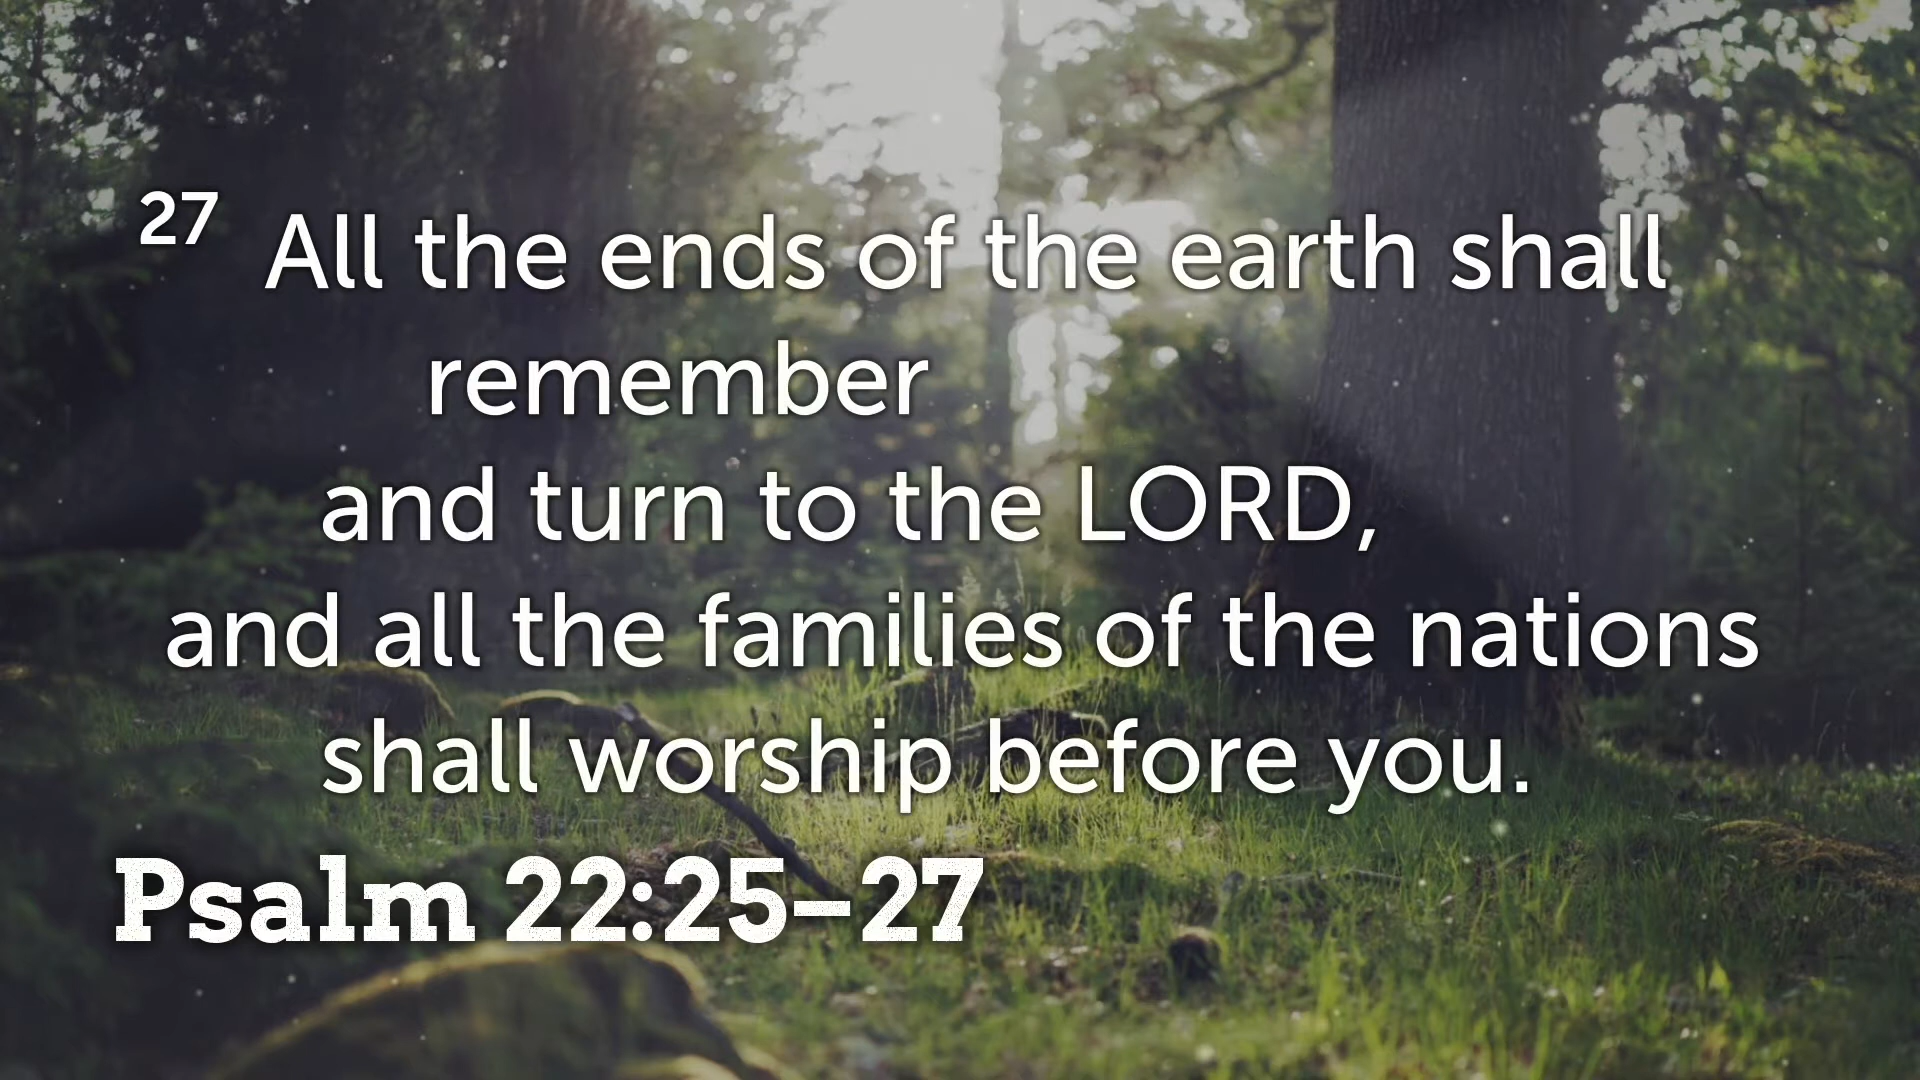 27 All the ends of the earth shall
remember
and turn to the LORD,
and all the families of the nations
shall worship before you.
Psalm 22:25–27